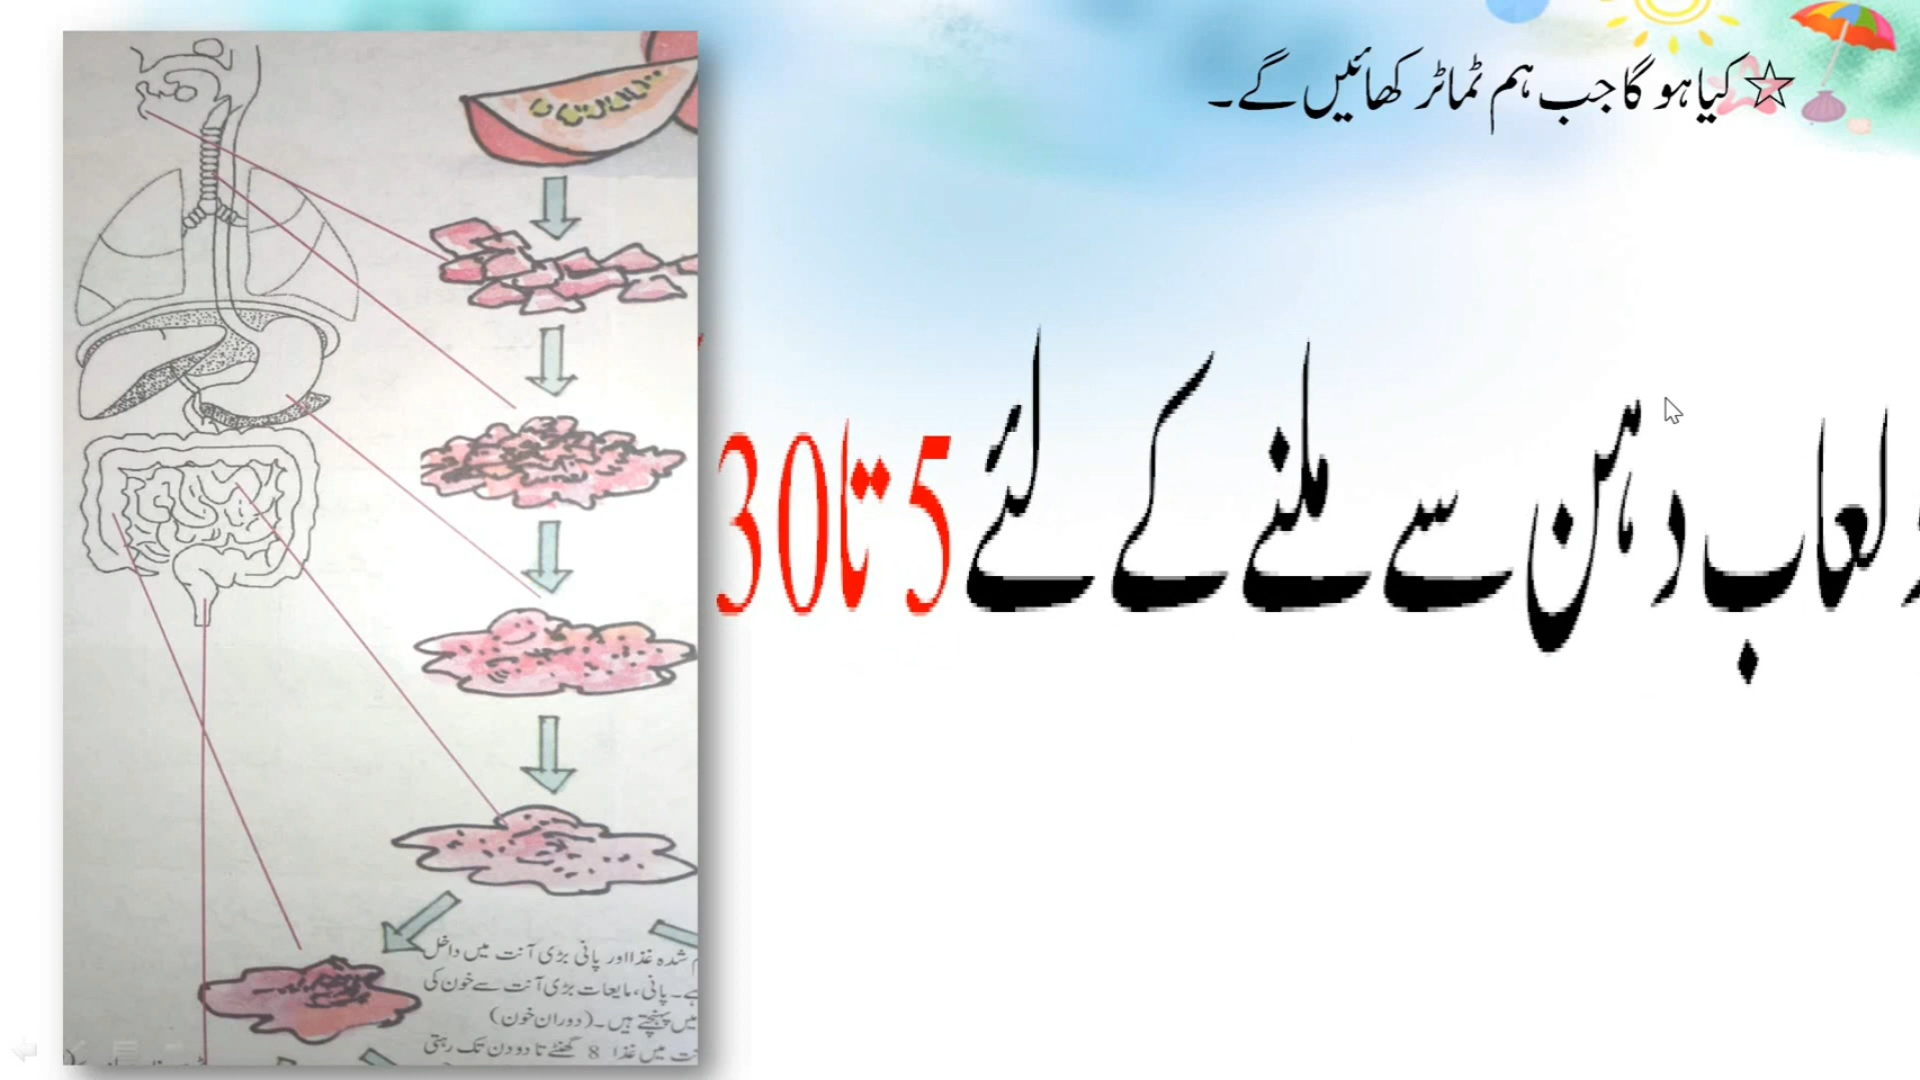 ☆ کیا ہو گا جب ہم ٹماٹر کھائیں گے۔
لعاب دہن سے ملنے کے لئے 5 تا 30
شدہ غذا اور پانی بڑی آنت میں داخل
ہے۔ پانی، مایعات بڑی آنت سے خون کی
میں پہنچتے ہیں۔ (دوران خون)
میں غذا 8 گھنٹے تا دو دن تک رہتی